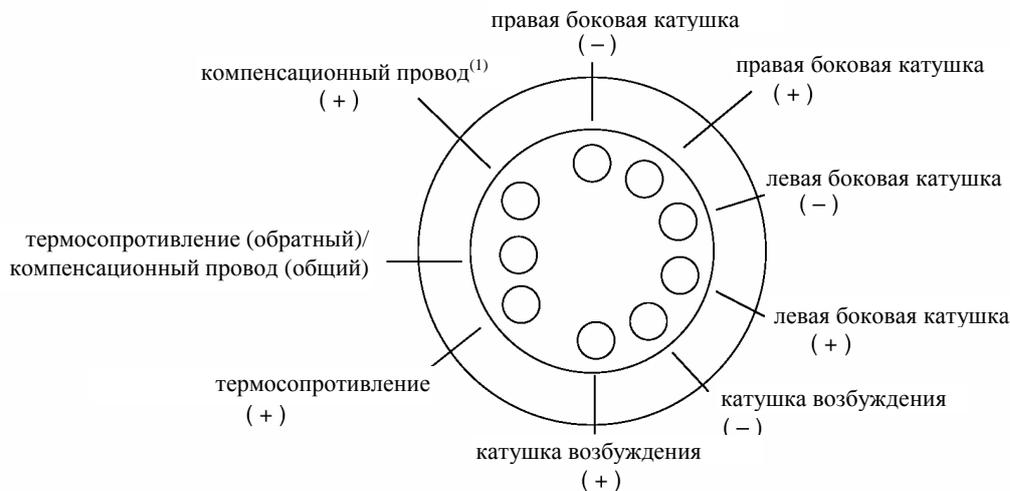 правая боковая катушка
( – )
компенсационный провод(1)
( + )
правая боковая катушка
( + )
левая боковая катушка
( – )
термосопротивление (обратный)/
компенсационный провод (общий)
левая боковая катушка
( + )
термосопротивление
( + )
катушка возбуждения
( – )
катушка возбуждения
( + )